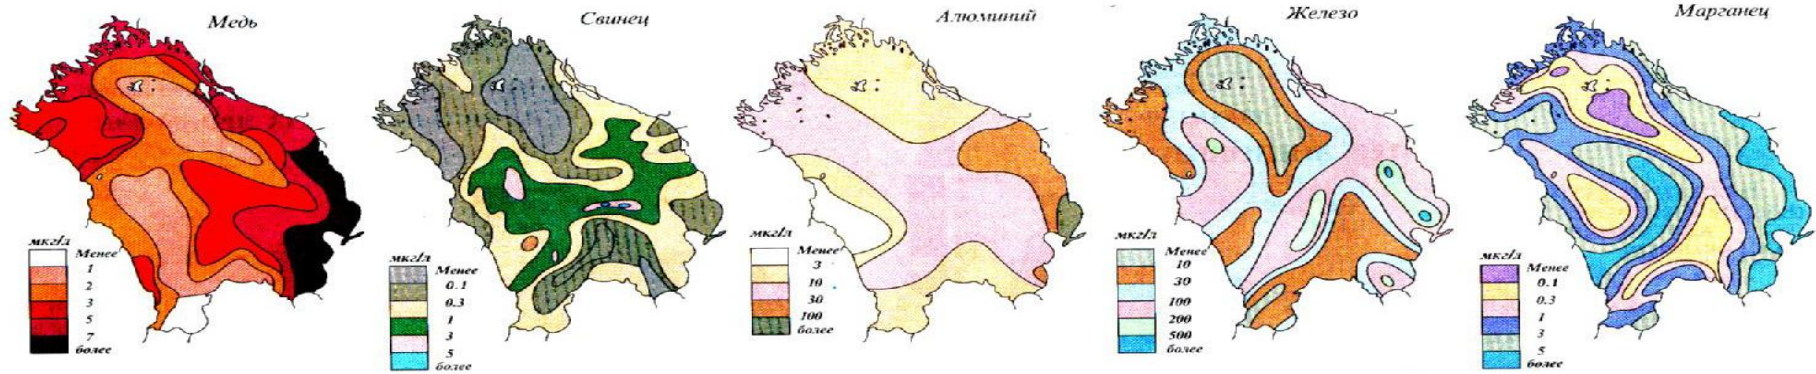 Медь
мкг/л
Менее
1
2
3
5
7
более
Свинец
мкг/л
Менее
0.1
0.3
1
3
5
более
Алюминий
мкг/л
Менее
3
10
30
100
более
Железо
мкг/л
Менее
10
30
100
200
500
более
Марганец
мкг/л
Менее
0.1
0.3
1
3
5
более